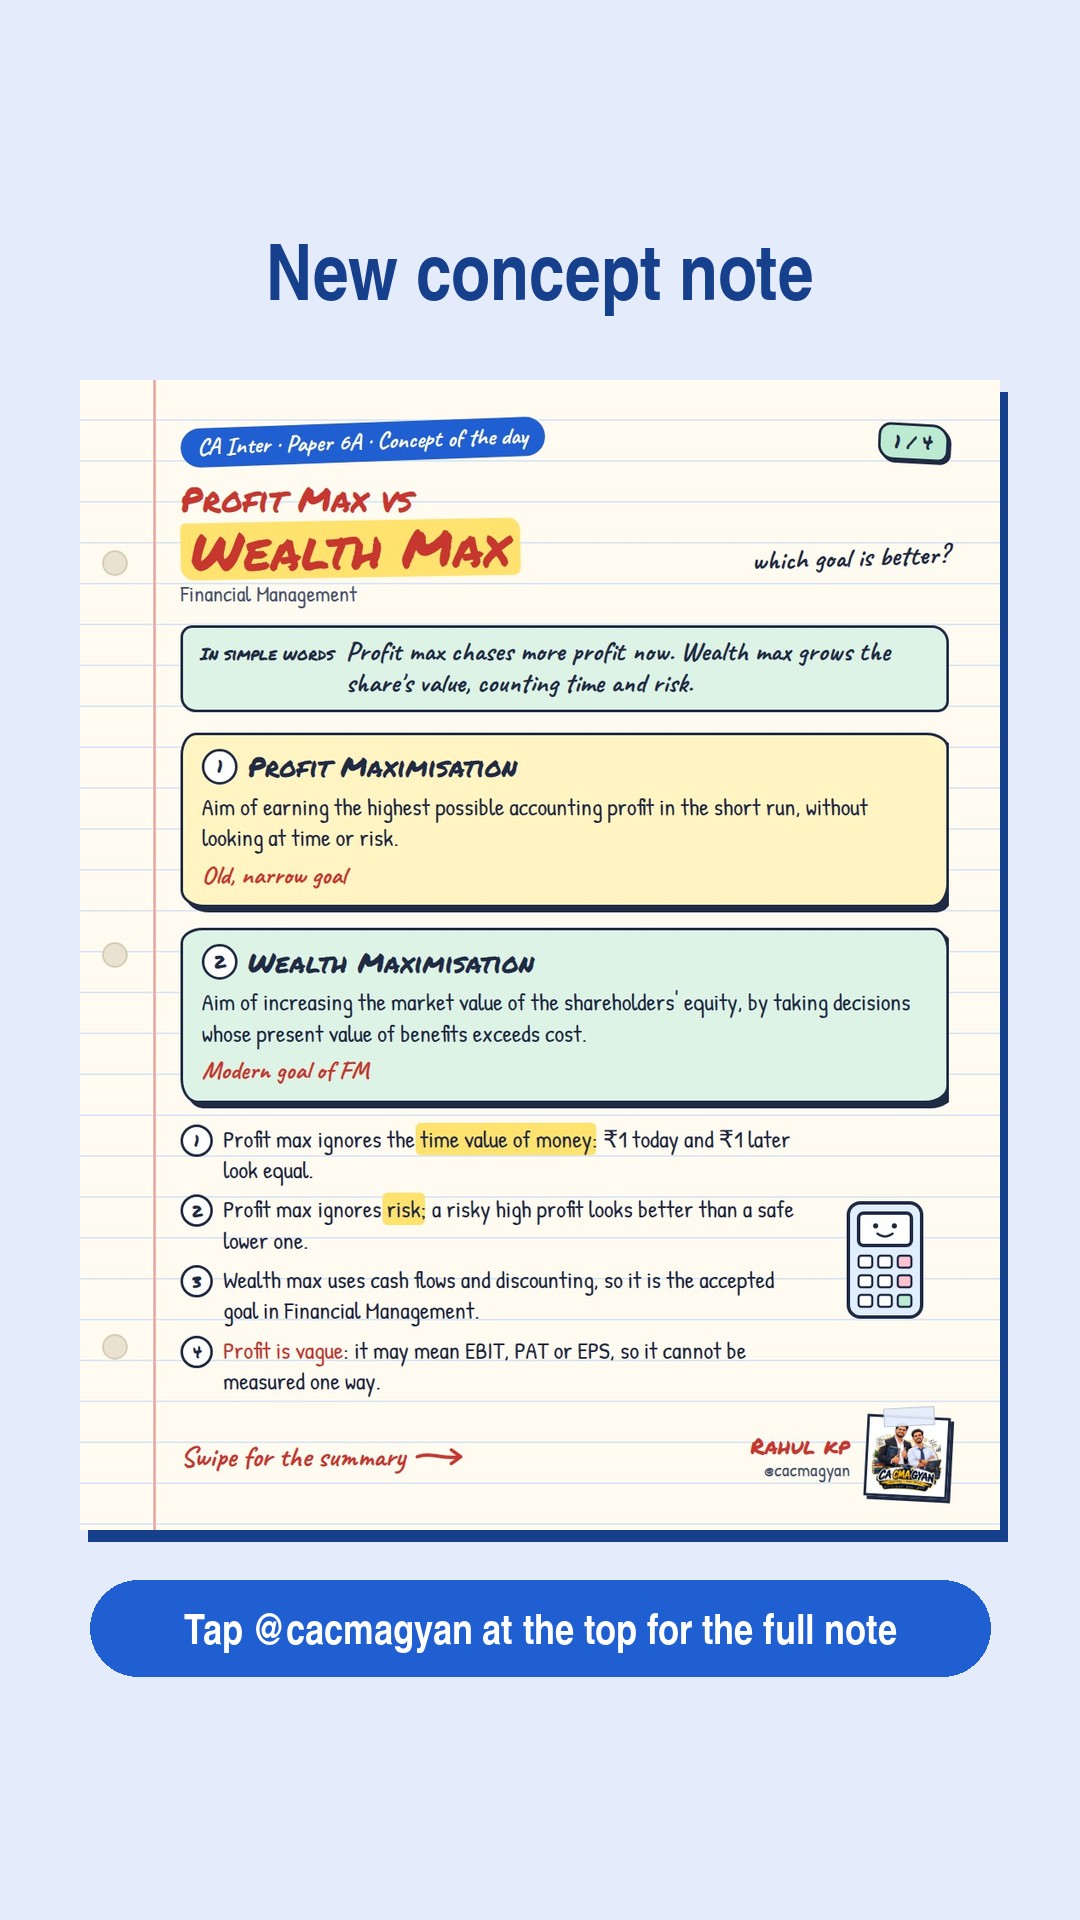 New concept note
CA Inter · Paper 6A · Concept of the day
1 / 4
PROFIT MAX VS
WEALTH MAX
which goal is better?
Financial Management
IN SIMPLE WORDS Profit max chases more profit now. Wealth max grows the
share's value, counting time and risk.
1 PROFIT MAXIMISATION
Aim of earning the highest possible accounting profit in the short run, without
looking at time or risk.
Old, narrow goal
2 WEALTH MAXIMISATION
Aim of increasing the market value of the shareholders' equity, by taking decisions
whose present value of benefits exceeds cost.
Modern goal of FM
1 Profit max ignores the time value of money: ₹1 today and ₹1 later
look equal.
2 Profit max ignores risk; a risky high profit looks better than a safe
lower one.
3 Wealth max uses cash flows and discounting, so it is the accepted
goal in Financial Management.
4 Profit is vague: it may mean EBIT, PAT or EPS, so it cannot be
measured one way.
Swipe for the summary
RAHUL KP
@cacmagyan
CA CMA GYAN
Tap @cacmagyan at the top for the full note